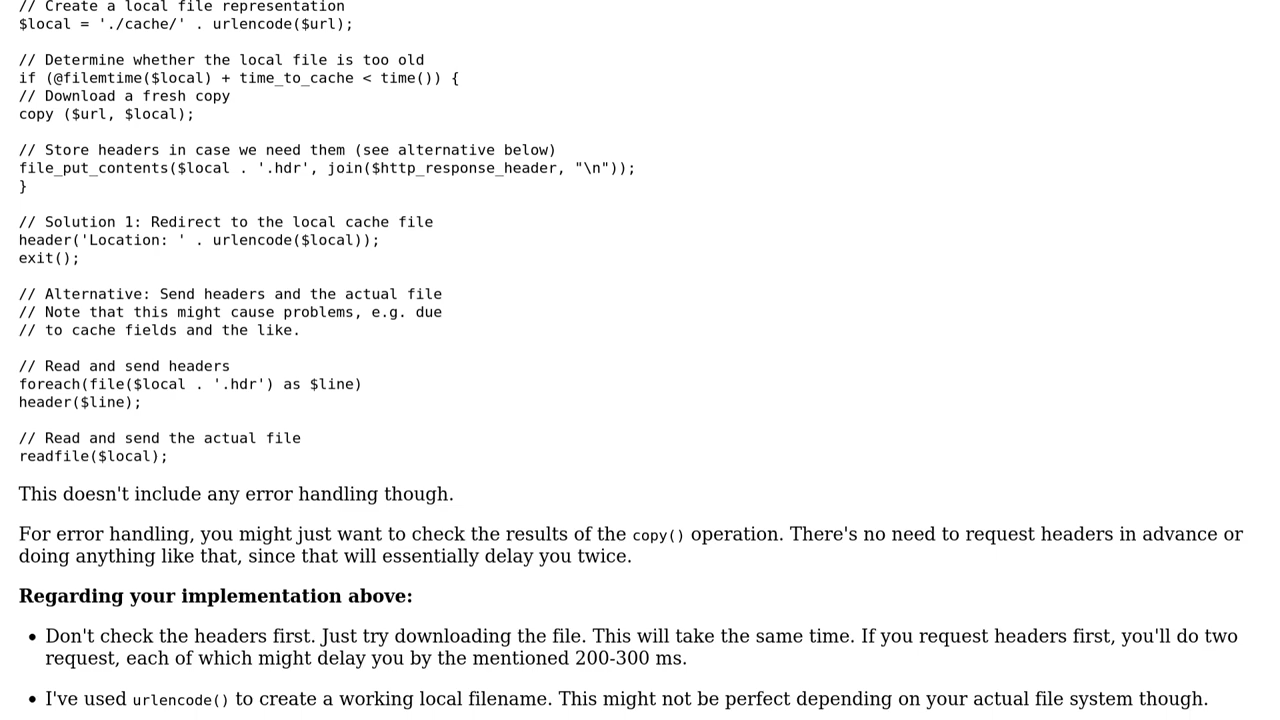 // Create a local file representation
$local = './cache/' . urlencode($url);
// Determine whether the local file is too old
if (@filemtime($local) + time_to_cache < time()) {
// Download a fresh copy
copy ($url, $local);
// Store headers in case we need them (see alternative below)
file_put_contents($local . '.hdr', join($http_response_header, "\n"));
}
// Solution 1: Redirect to the local cache file
header('Location: ' . urlencode($local));
exit();
// Alternative: Send headers and the actual file
// Note that this might cause problems, e.g. due
// to cache fields and the like.
// Read and send headers
foreach(file($local . '.hdr') as $line)
header($line);
// Read and send the actual file
readfile($local);
This doesn't include any error handling though.
For error handling, you might just want to check the results of the copy() operation. There's no need to request headers in advance or
doing anything like that, since that will essentially delay you twice.
Regarding your implementation above:
• Don't check the headers first. Just try downloading the file. This will take the same time. If you request headers first, you'll do two
request, each of which might delay you by the mentioned 200-300 ms.
• I've used urlencode() to create a working local filename. This might not be perfect depending on your actual file system though.